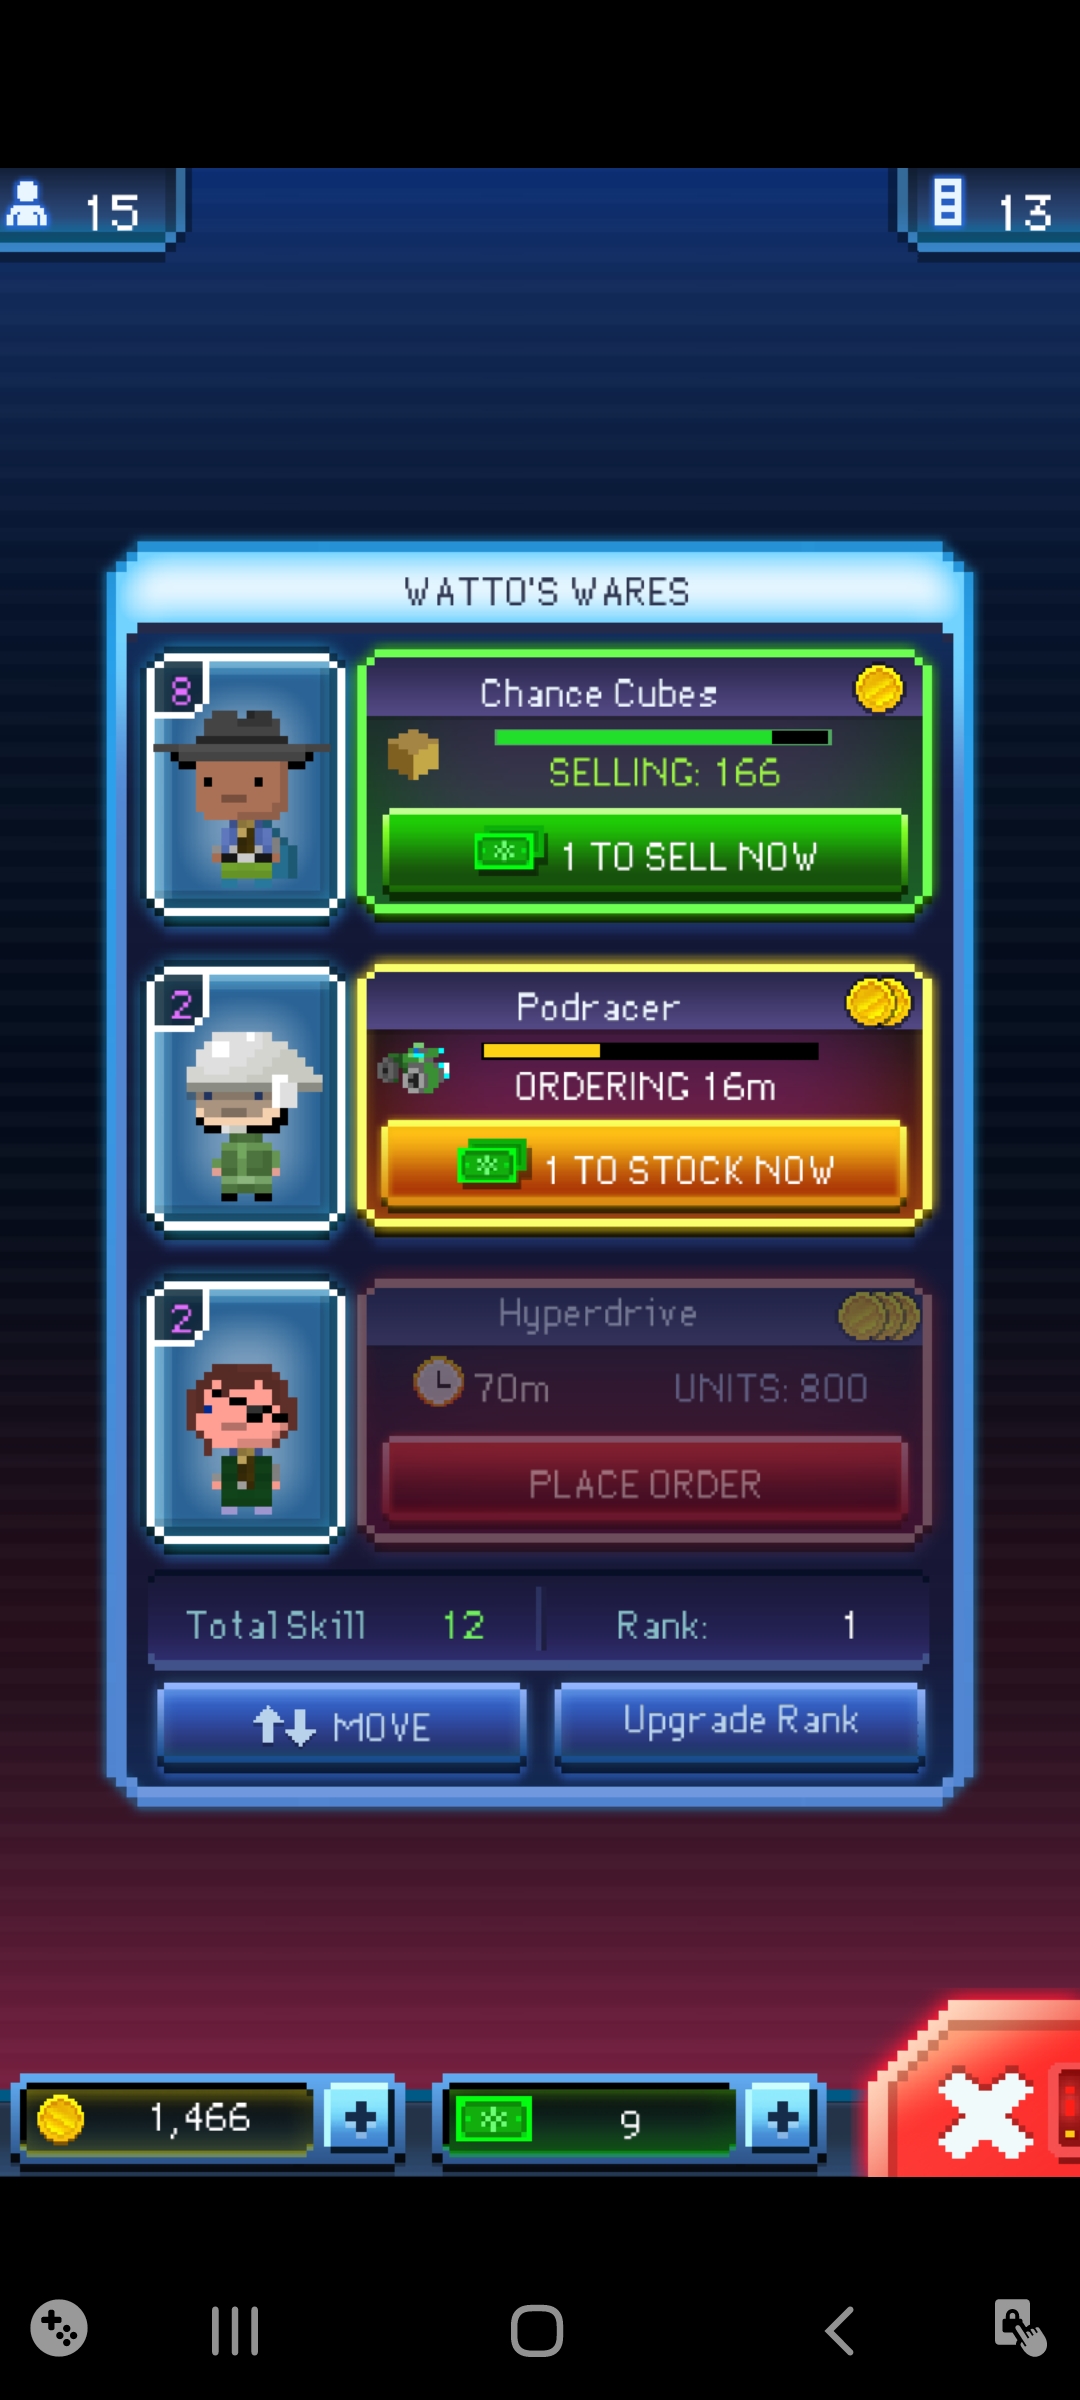 15
13
WATTO'S WARES
8
Chance Cubes
SELLING: 166
1 TO SELL NOW
2
Podracer
ORDERING 16m
1 TO STOCK NOW
2
Hyperdrive
70m UNITS: 800
PLACE ORDER
Total Skill 12 Rank: 1
MOVE Upgrade Rank
1,466 9